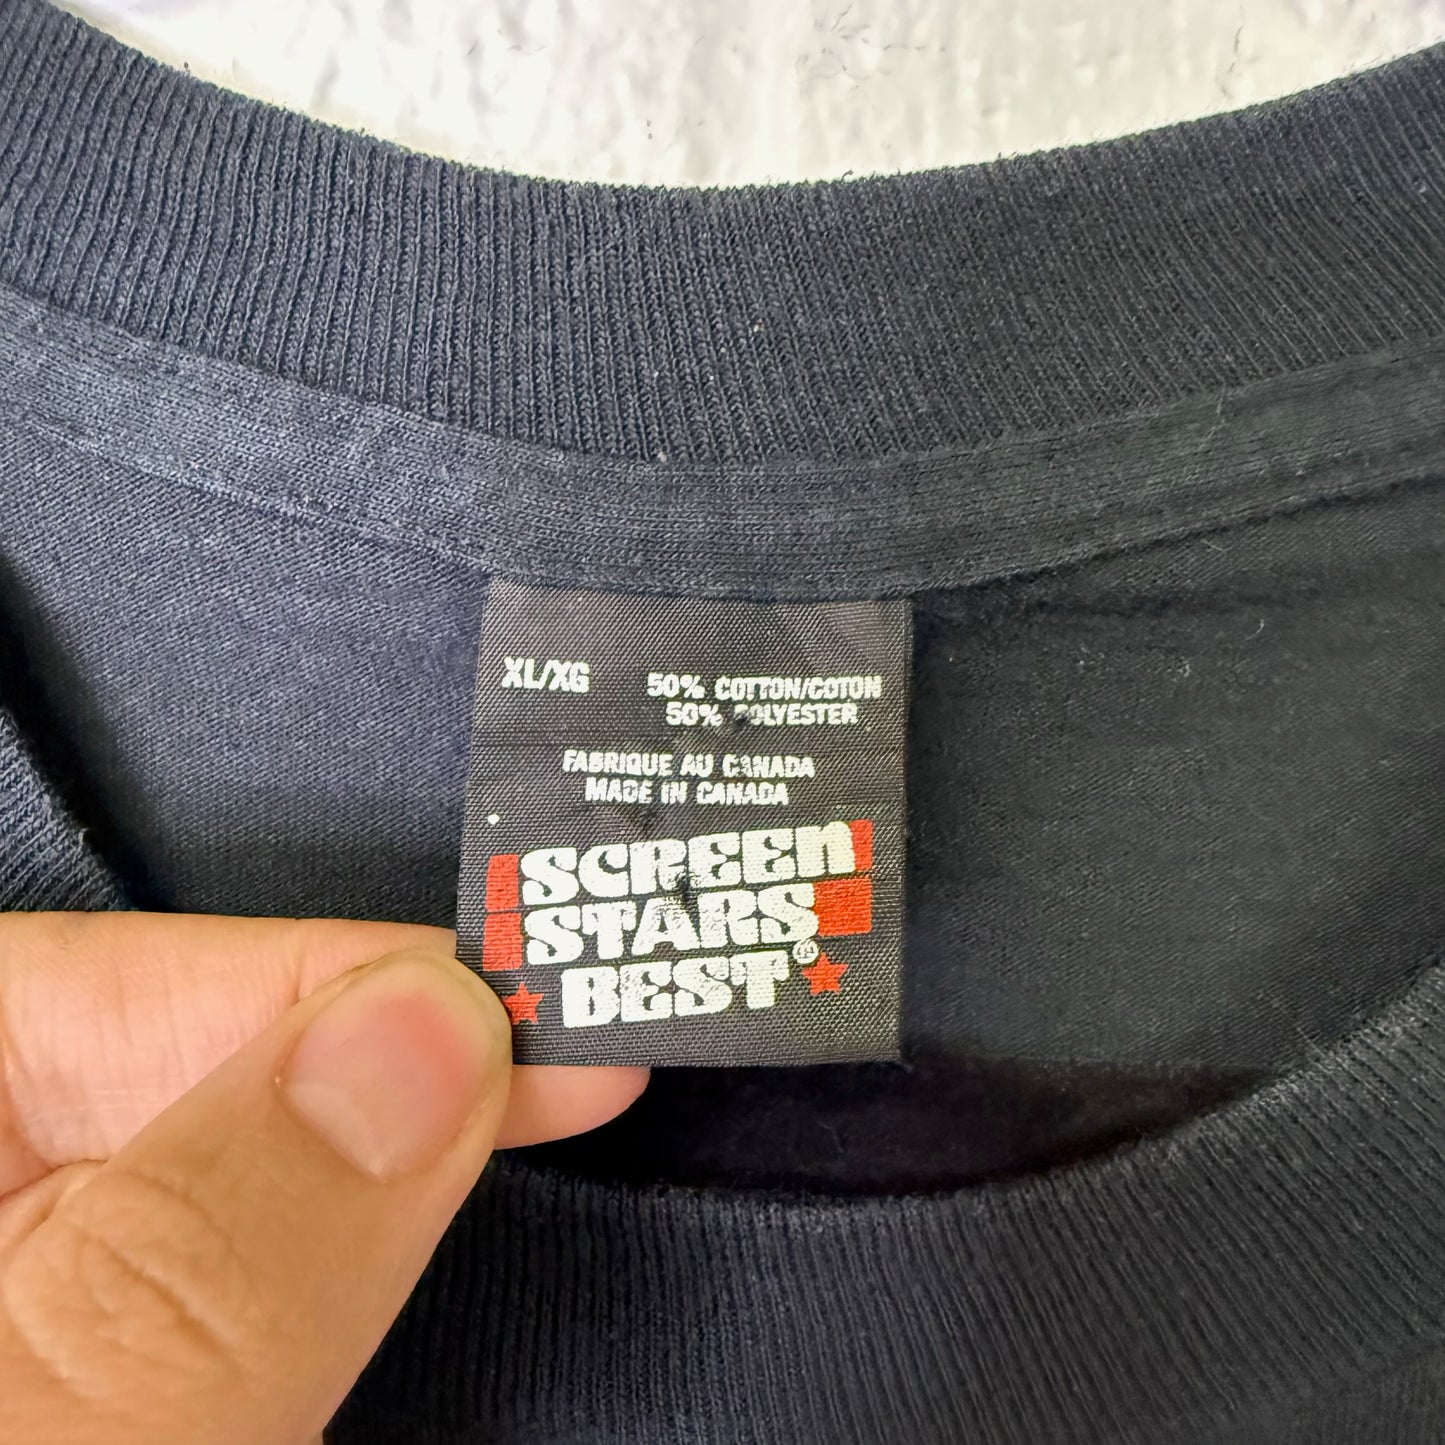 XL/XG 50% COTTON/COTON
50% POLYESTER
FABRIQUE AU CANADA
MADE IN CANADA
SCREEN
STARS
BEST®